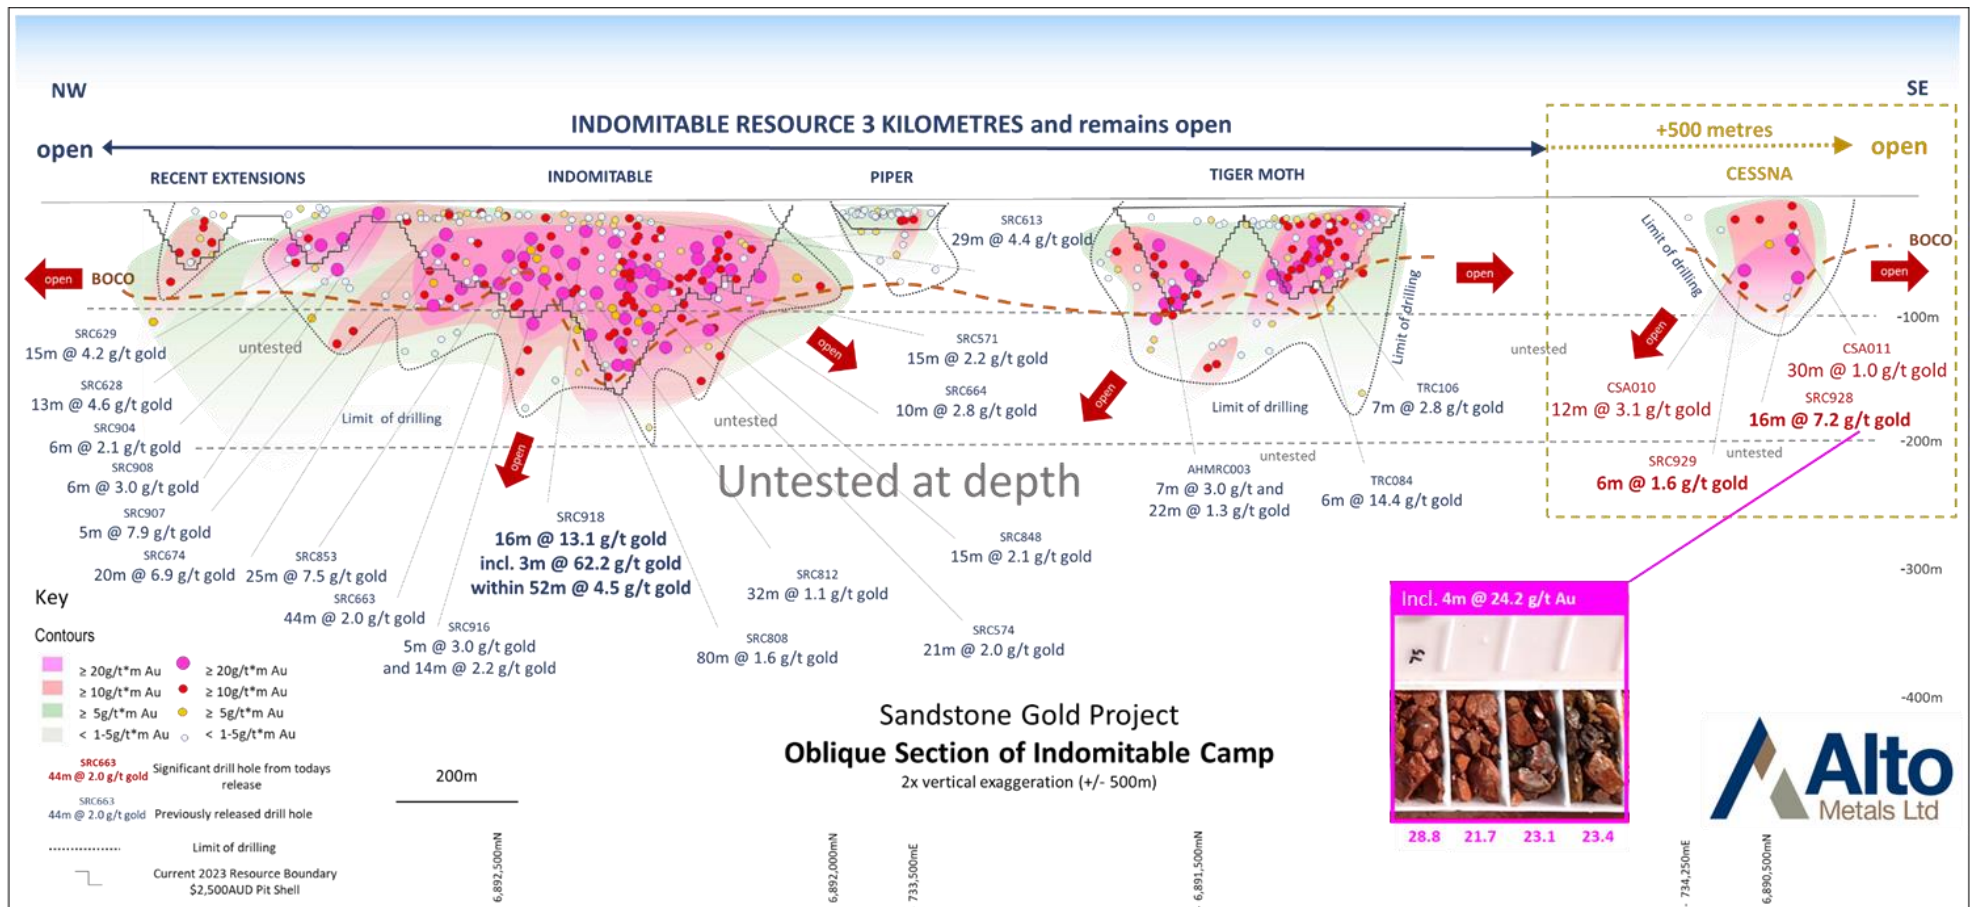 NW
SE
INDOMITABLE RESOURCE 3 KILOMETRES and remains open
open
+500 metres
open
RECENT EXTENSIONS
INDOMITABLE
PIPER
TIGER MOTH
CESSNA
SRC613
29m @ 4.4 g/t gold
Limit of drilling
BOCO
open
BOCO
open
open
Limit of drilling
-100m
SRC629
15m @ 4.2 g/t gold
untested
open
SRC571
15m @ 2.2 g/t gold
untested
open
CSA011
30m @ 1.0 g/t gold
SRC628
13m @ 4.6 g/t gold
SRC664
10m @ 2.8 g/t gold
open
TRC106
7m @ 2.8 g/t gold
CSA010
12m @ 3.1 g/t gold
SRC928
16m @ 7.2 g/t gold
Limit of drilling
untested
Limit of drilling
SRC904
6m @ 2.1 g/t gold
-200m
open
untested
untested
SRC908
6m @ 3.0 g/t gold
Untested at depth
AHMRC003
7m @ 3.0 g/t and
22m @ 1.3 g/t gold
TRC084
6m @ 14.4 g/t gold
SRC929
6m @ 1.6 g/t gold
SRC907
5m @ 7.9 g/t gold
SRC918
16m @ 13.1 g/t gold
incl. 3m @ 62.2 g/t gold
within 52m @ 4.5 g/t gold
SRC848
15m @ 2.1 g/t gold
SRC674
20m @ 6.9 g/t gold
SRC853
25m @ 7.5 g/t gold
-300m
SRC812
32m @ 1.1 g/t gold
SRC663
44m @ 2.0 g/t gold
SRC916
5m @ 3.0 g/t gold
and 14m @ 2.2 g/t gold
SRC808
80m @ 1.6 g/t gold
SRC574
21m @ 2.0 g/t gold
Incl. 4m @ 24.2 g/t Au
75
28.8 21.7 23.1 23.4
-400m
Key
Contours
≥ 20g/t*m Au ≥ 20g/t*m Au
≥ 10g/t*m Au ≥ 10g/t*m Au
≥ 5g/t*m Au ≥ 5g/t*m Au
< 1-5g/t*m Au < 1-5g/t*m Au
SRC663
44m @ 2.0 g/t gold
Significant drill hole from todays
release
SRC663
44m @ 2.0 g/t gold
Previously released drill hole
Limit of drilling
Current 2023 Resource Boundary
$2,500AUD Pit Shell
200m
Sandstone Gold Project
Oblique Section of Indomitable Camp
2x vertical exaggeration (+/- 500m)
Alto
Metals Ltd
6,892,500mN
6,892,000mN
733,500mE
6,891,500mN
734,250mE
6,890,500mN